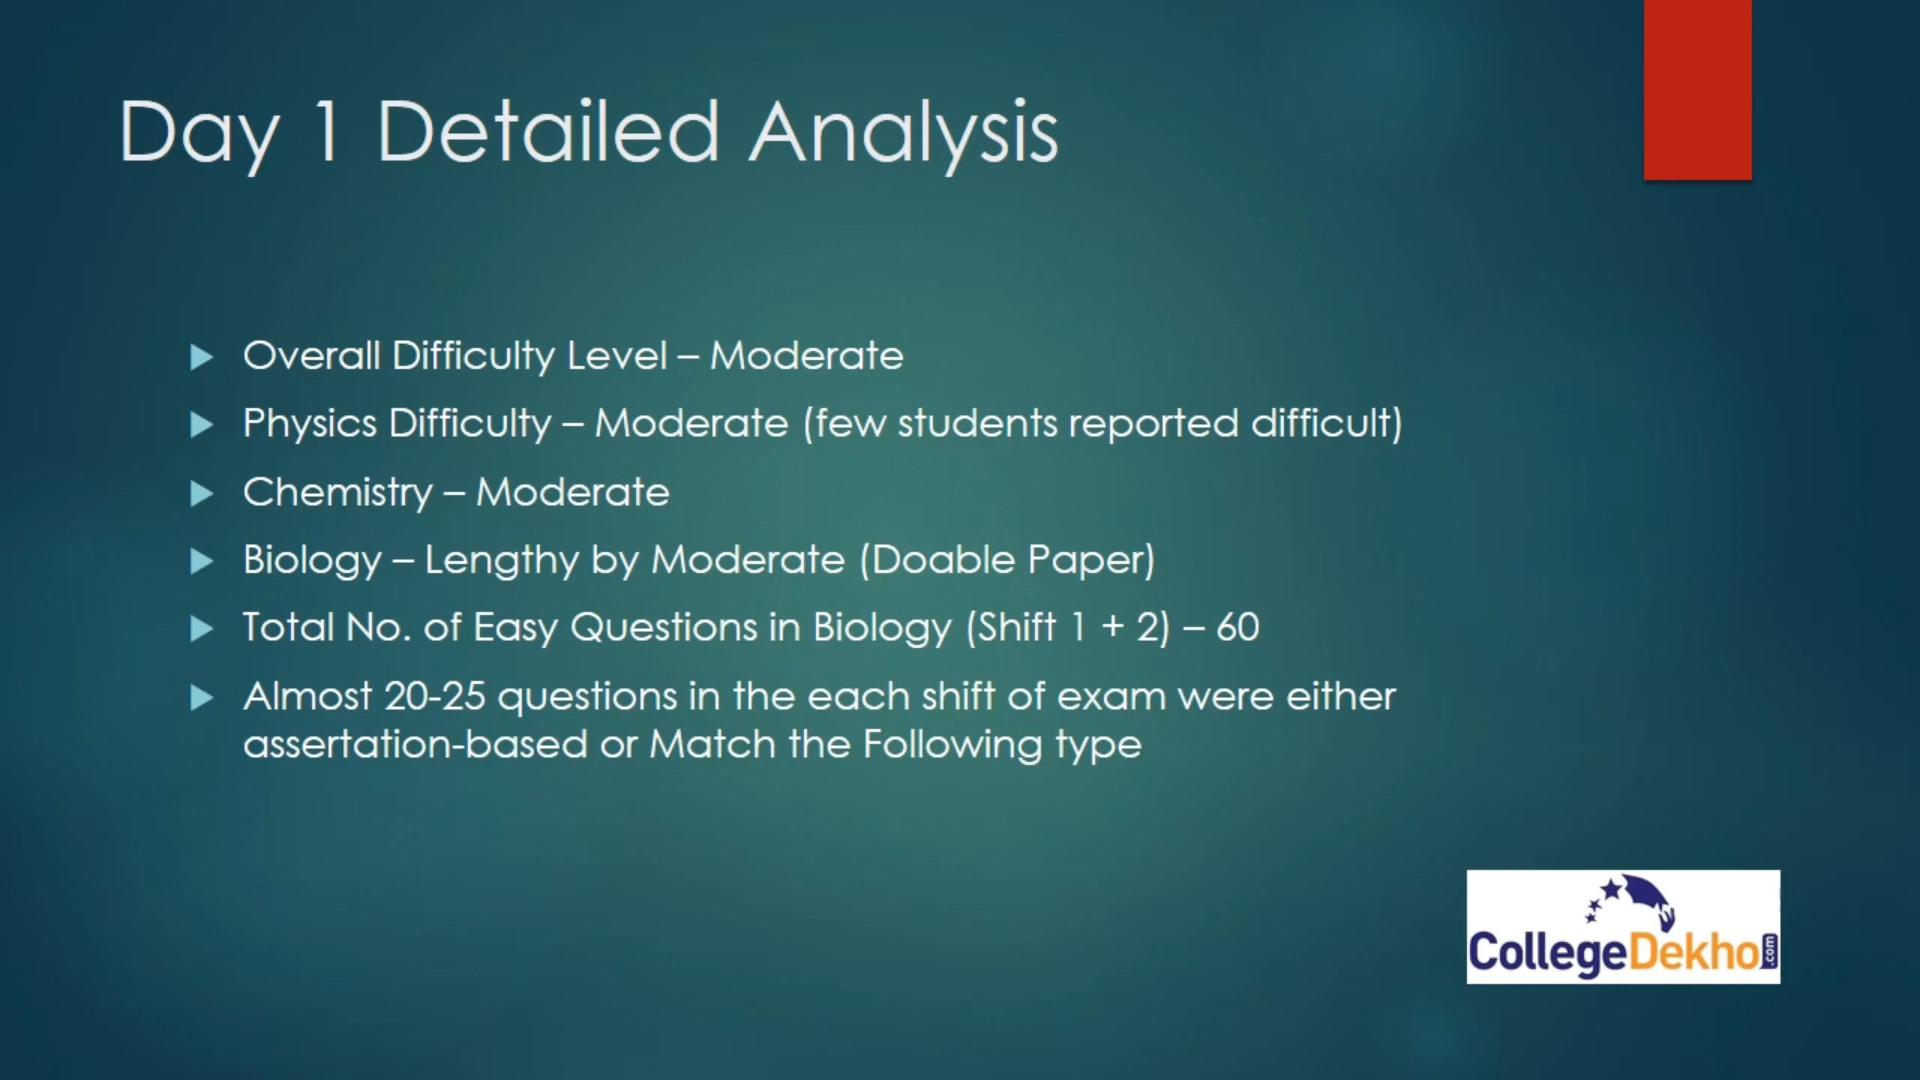 Day 1 Detailed Analysis
Overall Difficulty Level – Moderate
Physics Difficulty – Moderate (few students reported difficult)
Chemistry – Moderate
Biology – Lengthy by Moderate (Doable Paper)
Total No. of Easy Questions in Biology (Shift 1 + 2) – 60
Almost 20-25 questions in the each shift of exam were either
assertation-based or Match the Following type
CollegeDekho.com